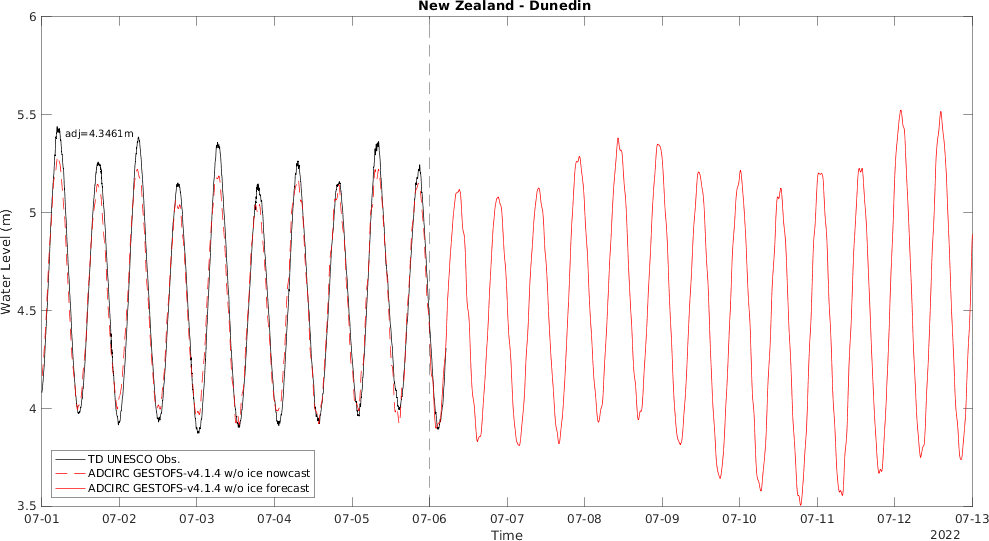 New Zealand - Dunedin
6
5.5
5
4.5
4
3.5
Water Level (m)
adj=4.3461m
TD UNESCO Obs.
ADCIRC GESTOFS-v4.1.4 w/o ice nowcast
ADCIRC GESTOFS-v4.1.4 w/o ice forecast
07-01 07-02 07-03 07-04 07-05 07-06 07-07 07-08 07-09 07-10 07-11 07-12 07-13
Time
2022